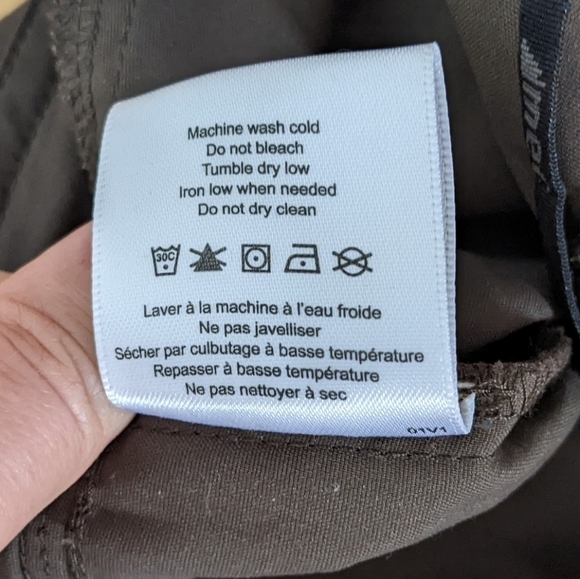 Machine wash cold
Do not bleach
Tumble dry low
Iron low when needed
Do not dry clean
30C
Laver à la machine à l'eau froide
Ne pas javelliser
Sécher par culbutage à basse température
Repasser à basse température
Ne pas nettoyer à sec
01V1